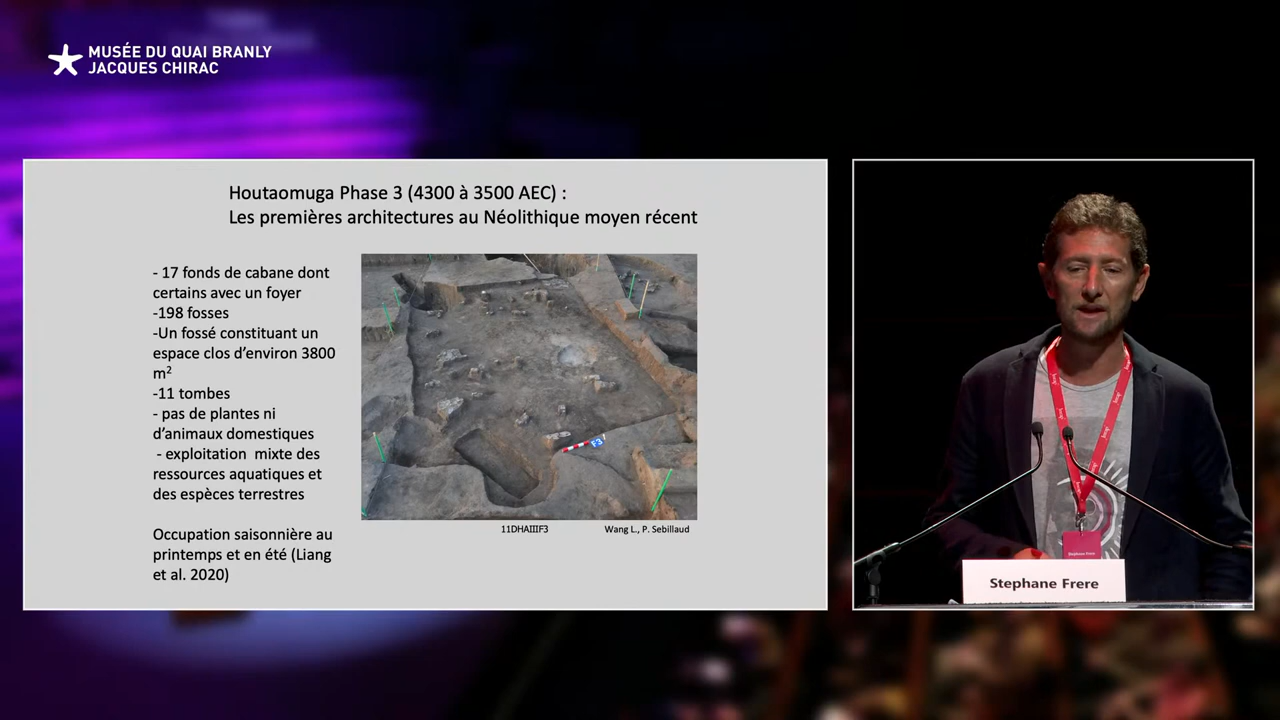 MUSÉE DU QUAI BRANLY
JACQUES CHIRAC
Houtaomuga Phase 3 (4300 à 3500 AEC) :
Les premières architectures au Néolithique moyen récent
- 17 fonds de cabane dont
certains avec un foyer
-198 fosses
-Un fossé constituant un
espace clos d’environ 3800
m²
-11 tombes
- pas de plantes ni
d’animaux domestiques
- exploitation mixte des
ressources aquatiques et
des espèces terrestres
Occupation saisonnière au
printemps et en été (Liang
et al. 2020)
F3
11DHAIIIF3
Wang L., P. Sebillaud
Stephane Frere
Stephane Frere